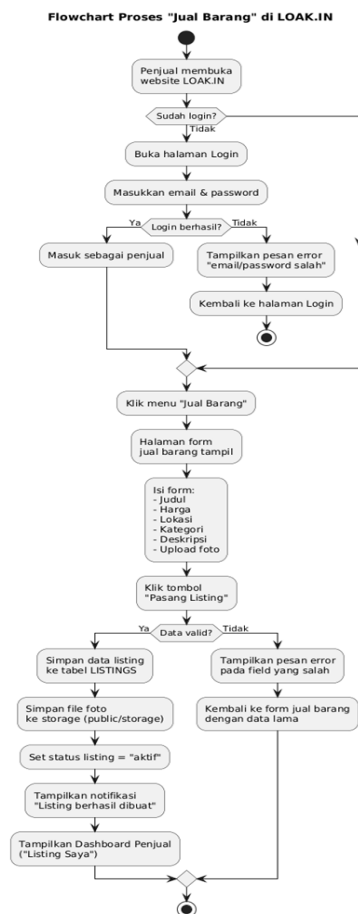 Flowchart Proses "Jual Barang" di LOAK.IN
Penjual membuka
website LOAK.IN
Sudah login?
Tidak
Buka halaman Login
Masukkan email & password
Ya
Login berhasil?
Tidak
Masuk sebagai penjual
Tampilkan pesan error
"email/password salah"
Kembali ke halaman Login
Klik menu "Jual Barang"
Halaman form
jual barang tampil
Isi form:
- Judul
- Harga
- Lokasi
- Kategori
- Deskripsi
- Upload foto
Klik tombol
"Pasang Listing"
Ya
Data valid?
Tidak
Simpan data listing
ke tabel LISTINGS
Tampilkan pesan error
pada field yang salah
Simpan file foto
ke storage (public/storage)
Kembali ke form jual barang
dengan data lama
Set status listing = "aktif"
Tampilkan notifikasi
"Listing berhasil dibuat"
Tampilkan Dashboard Penjual
("Listing Saya")